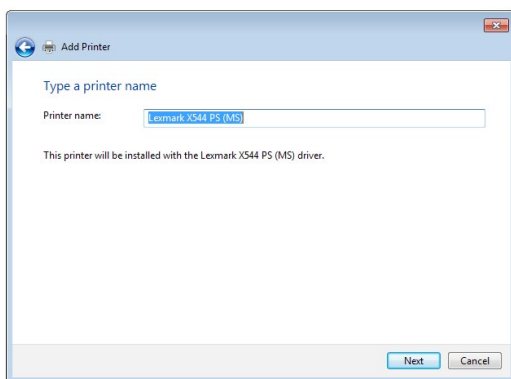 Add Printer
Type a printer name
Printer name: Lexmark X544 PS (MS)
This printer will be installed with the Lexmark X544 PS (MS) driver.
Next Cancel